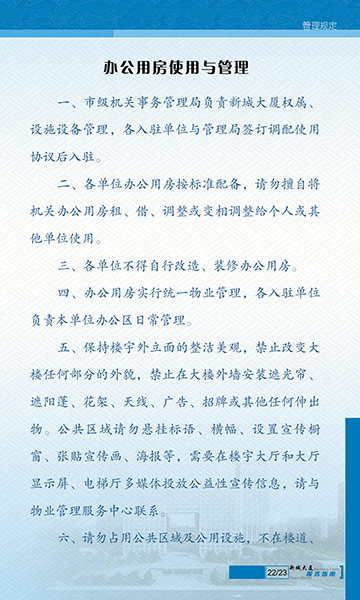 管理规定
办公用房使用与管理
一、市级机关事务管理局负责新城大厦权属、
设施设备管理，各入驻单位与管理局签订调配使用
协议后入驻。
二、各单位办公用房按标准配备，请勿擅自将
机关办公用房租、借、调整或变相调整给个人或其
他单位使用。
三、各单位不得自行改造、装修办公用房。
四、办公用房实行统一物业管理，各入驻单位
负责本单位办公区日常管理。
五、保持楼宇外立面的整洁美观，禁止改变大
楼任何部分的外貌，禁止在大楼外墙安装遮光帘、
遮阳蓬、花架、天线、广告、招牌或其他任何伸出
物。公共区域请勿悬挂标语、横幅、设置宣传橱
窗、张贴宣传画、海报等，需要在楼宇大厅和大厅
显示屏、电梯厅多媒体投放公益性宣传信息，请与
物业管理服务中心联系。
六、请勿占用公共区域及公用设施，不在楼道、
22/23
新城大厦
服务指南